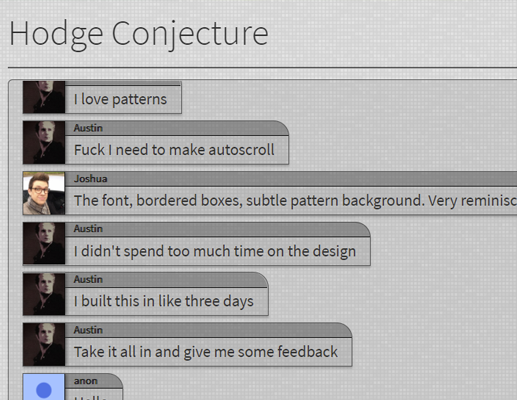 Hodge Conjecture
I love patterns
Austin
Fuck I need to make autoscroll
Joshua
The font, bordered boxes, subtle pattern background. Very reminisc
Austin
I didn't spend too much time on the design
Austin
I built this in like three days
Austin
Take it all in and give me some feedback
anon
Hello